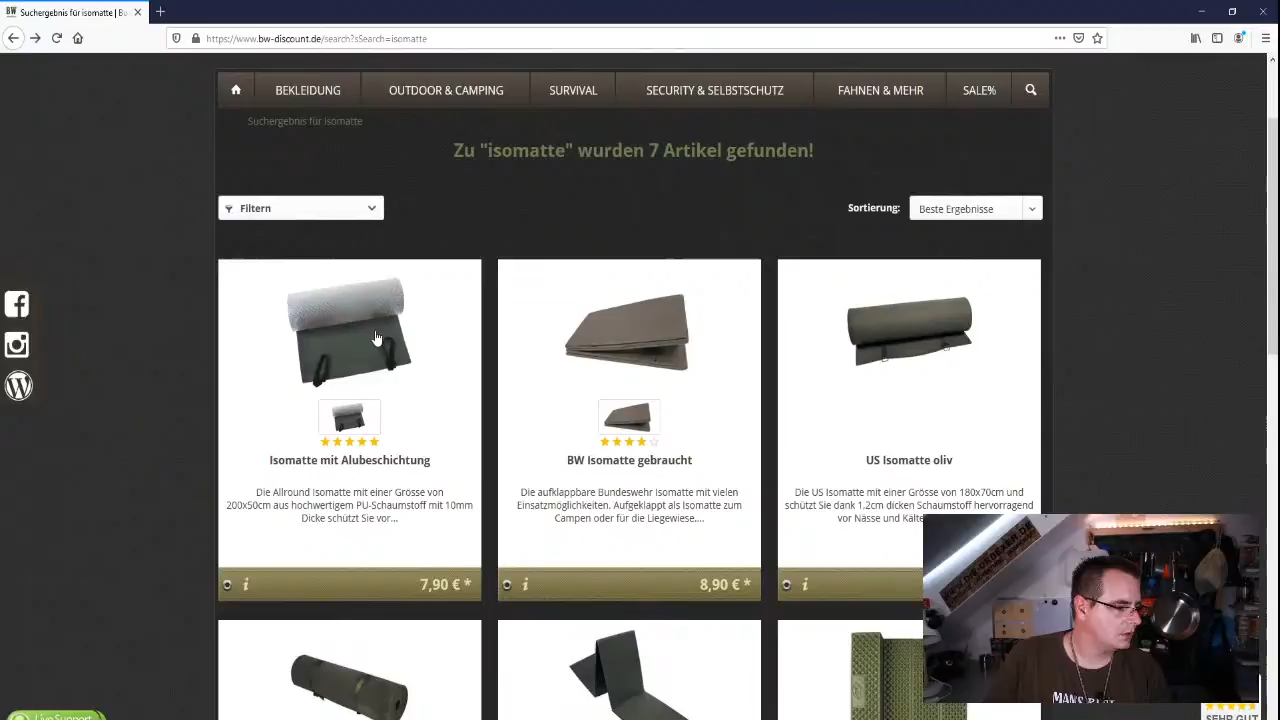 BW
Suchergebnis für isomatte | Bu
https://www.bw-discount.de/search?sSearch=isomatte
BEKLEIDUNG
OUTDOOR & CAMPING
SURVIVAL
SECURITY & SELBSTSCHUTZ
FAHNEN & MEHR
SALE%
Suchergebnis für isomatte
Zu "isomatte" wurden 7 Artikel gefunden!
Filtern
Sortierung:
Beste Ergebnisse
Isomatte mit Alubeschichtung
Die Allround Isomatte mit einer Grösse von
200x50cm aus hochwertigem PU-Schaumstoff mit 10mm
Dicke schützt Sie vor...
7,90 € *
BW Isomatte gebraucht
Die aufklappbare Bundeswehr Isomatte mit vielen
Einsatzmöglichkeiten. Aufgeklappt als Isomatte zum
Campen oder für die Liegewiese....
8,90 € *
US Isomatte oliv
Die US Isomatte mit einer Grösse von 180x70cm und
schützt Sie dank 1.2cm dicken Schaumstoff hervorragend
vor Nässe und Kälte
Live Support
SEHR GUT